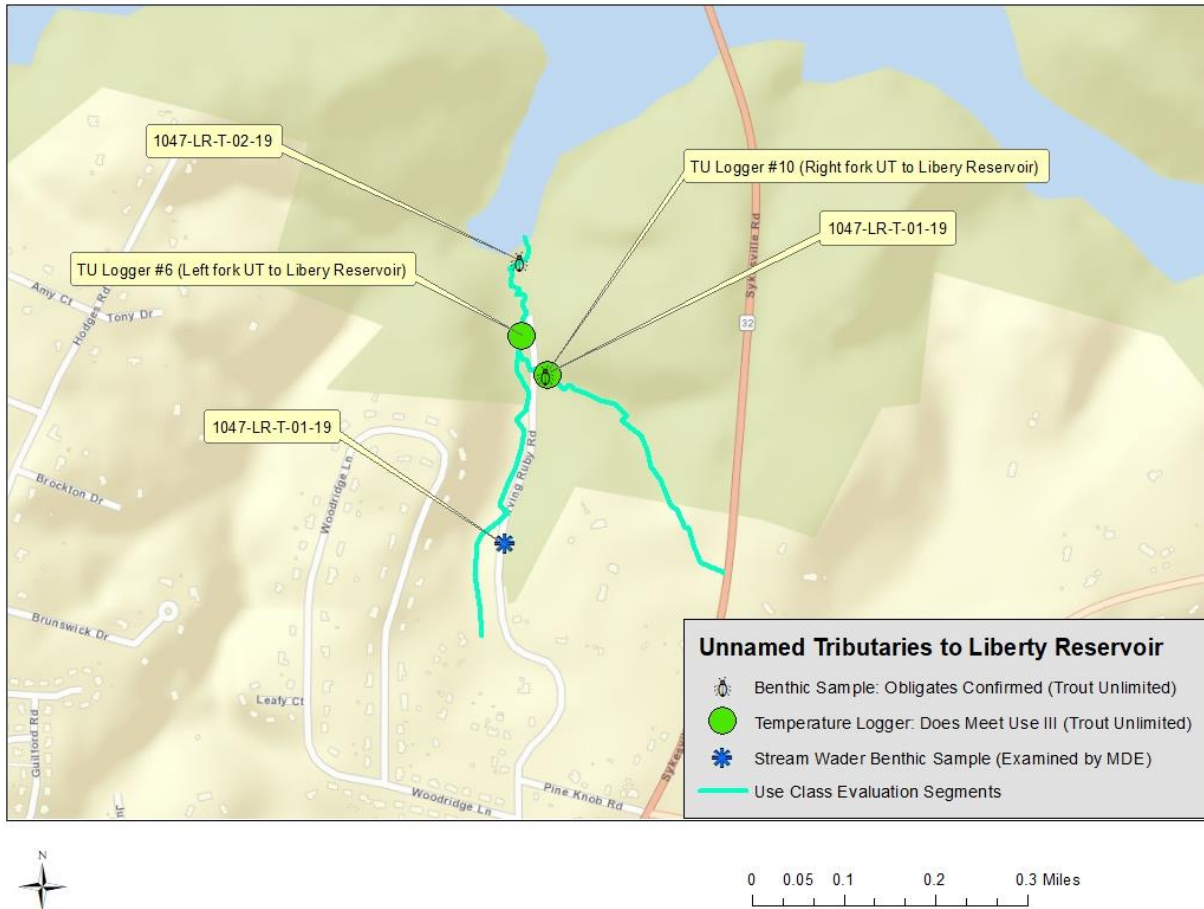 1047-LR-T-02-19
TU Logger #10 (Right fork UT to Libery Reservoir)
1047-LR-T-01-19
TU Logger #6 (Left fork UT to Libery Reservoir)
Sykesville Rd
Amy Ct
Tony Dr
Hodges Rd
32
1047-LR-T-01-19
Irving Ruby Rd
Woodridge Ln
Brockton Dr
Brunswick Dr
Leafy Ct
Guilford Rd
Woodridge Ln
Pine Knob Rd
Unnamed Tributaries to Liberty Reservoir
Benthic Sample: Obligates Confirmed (Trout Unlimited)
Temperature Logger: Does Meet Use III (Trout Unlimited)
Stream Wader Benthic Sample (Examined by MDE)
Use Class Evaluation Segments
N
0 0.05 0.1 0.2 0.3 Miles